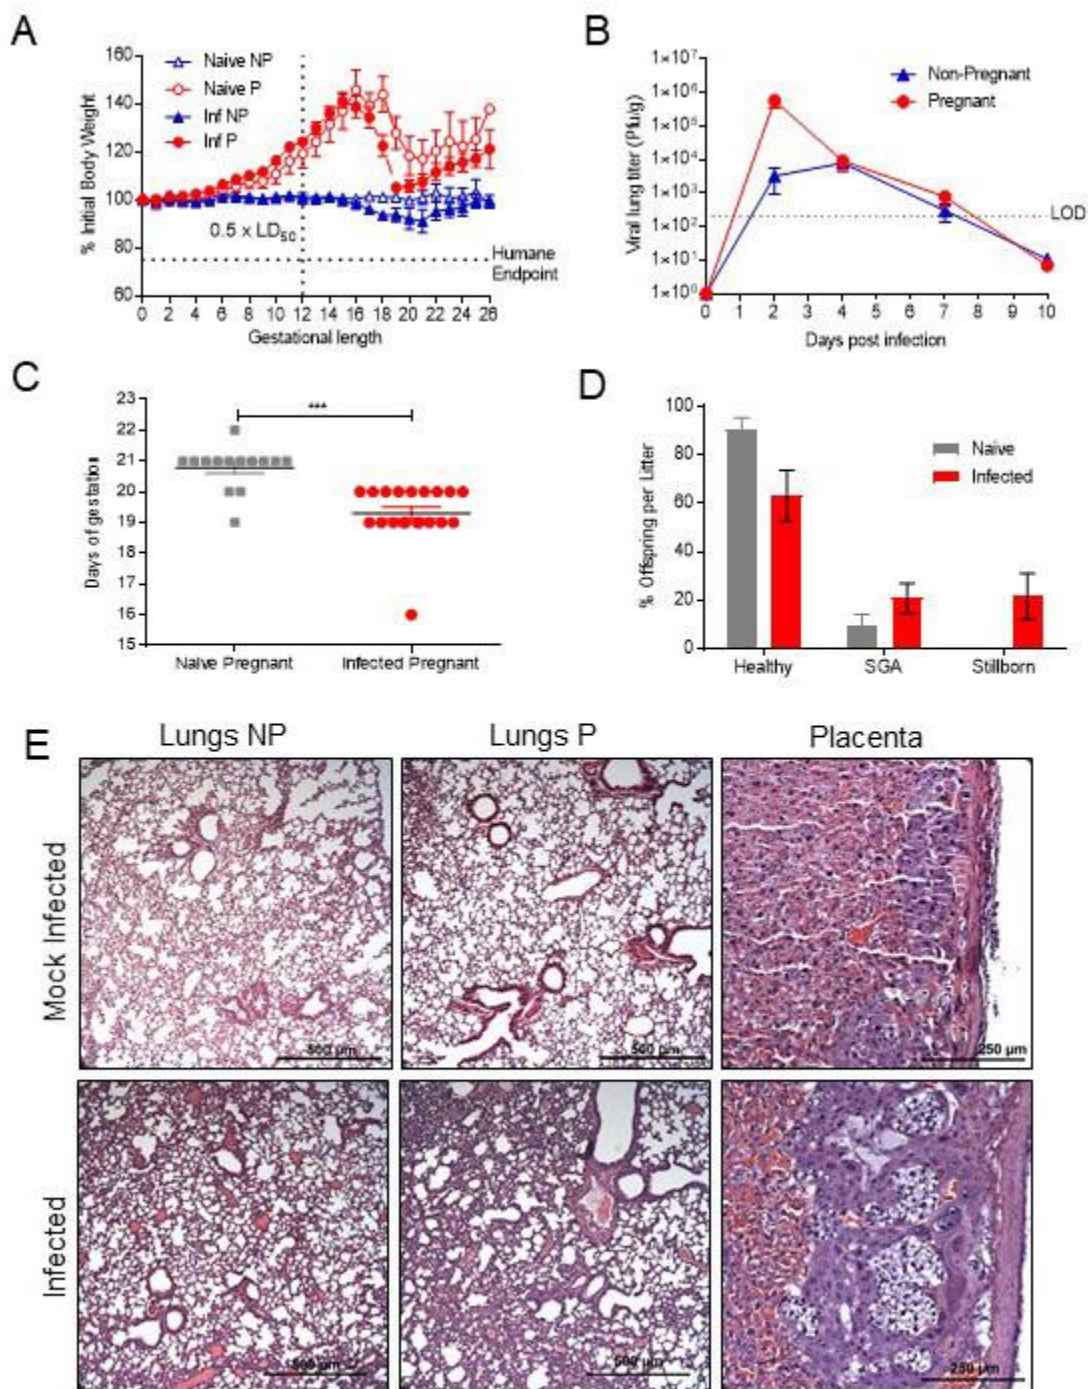 A
160
140
120
100
80
60
% Initial Body Weight
Naive NP
Naive P
Inf NP
Inf P
0.5 x LD50
Humane
Endpoint
0 2 4 6 8 10 12 14 16 18 20 22 24 26
Gestational length
B
1×10⁷
1×10⁶
1×10⁵
1×10⁴
1×10³
1×10²
1×10¹
1×10⁰
Viral lung titer (Pfu/g)
Non-Pregnant
Pregnant
LOD
0 1 2 3 4 5 6 7 8 9 10
Days post infection
C
23
22
21
20
19
18
17
16
15
Days of gestation
***
Naïve Pregnant
Infected Pregnant
D
100
80
60
40
20
0
% Offspring per Litter
Naive
Infected
Healthy
SGA
Stillborn
E
Lungs NP
Lungs P
Placenta
Mock Infected
500 µm
500 µm
250 µm
Infected
500 µm
500 µm
250 µm